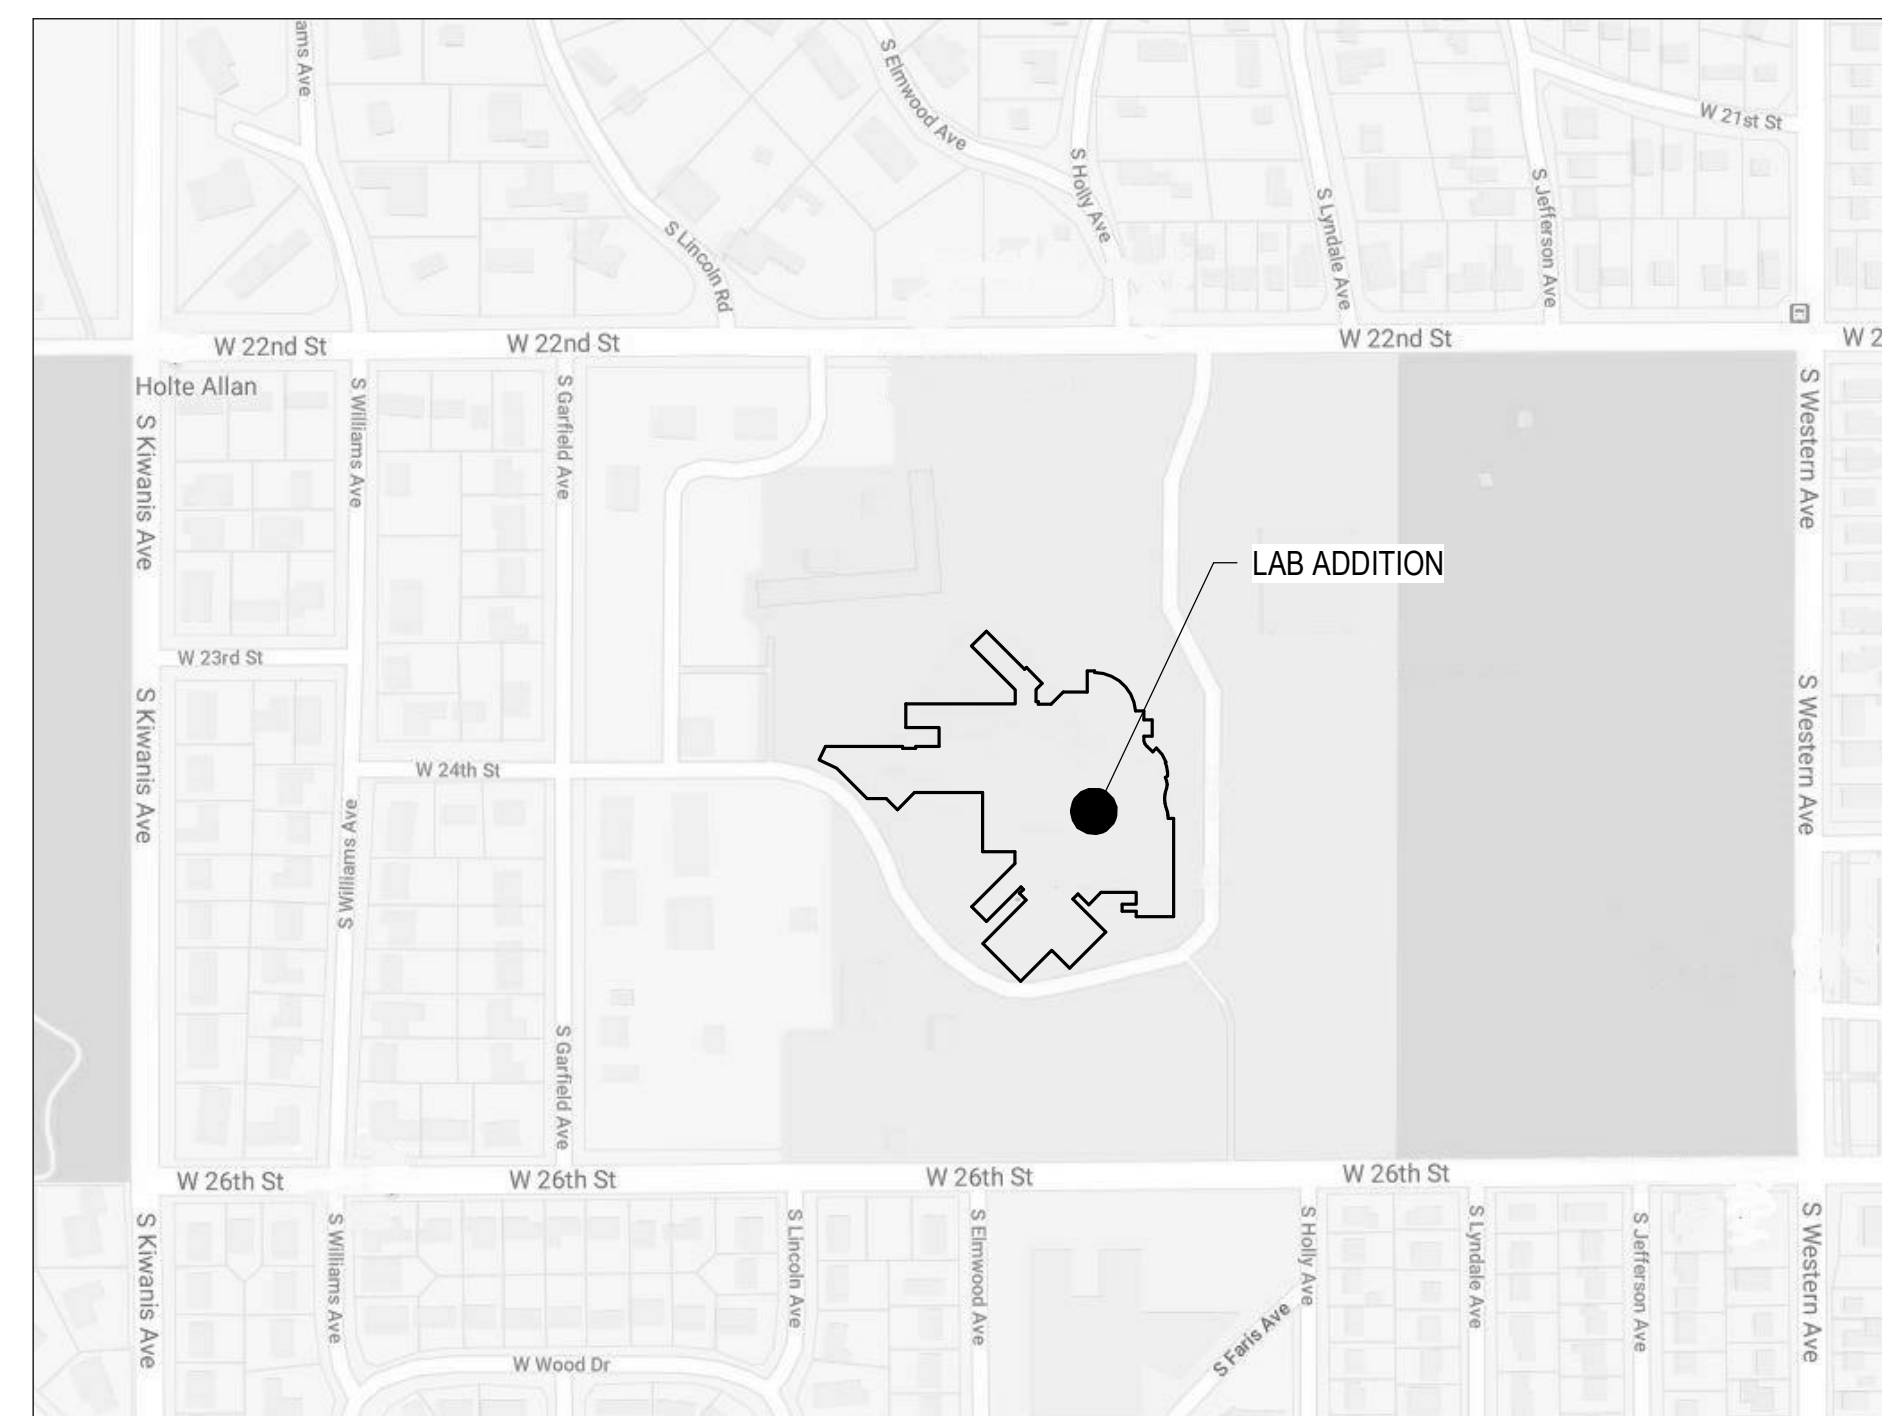 ams Ave
S Elmwood Ave
W 21st St
S Holly Ave
S Lyndale Ave
S Jefferson Ave
S Lincoln Rd
W 22nd St
W 22nd St
W 22nd St
W 2
Holte Allan
S Kiwanis Ave
S Williams Ave
S Garfield Ave
S Western Ave
LAB ADDITION
W 23rd St
S Kiwanis Ave
S Western Ave
W 24th St
S Williams Ave
S Garfield Ave
W 26th St
W 26th St
W 26th St
W 26th St
S Kiwanis Ave
S Williams Ave
S Lincoln Ave
S Elmwood Ave
S Holly Ave
S Lyndale Ave
S Jefferson Ave
S Western Ave
S Faris Ave
W Wood Dr